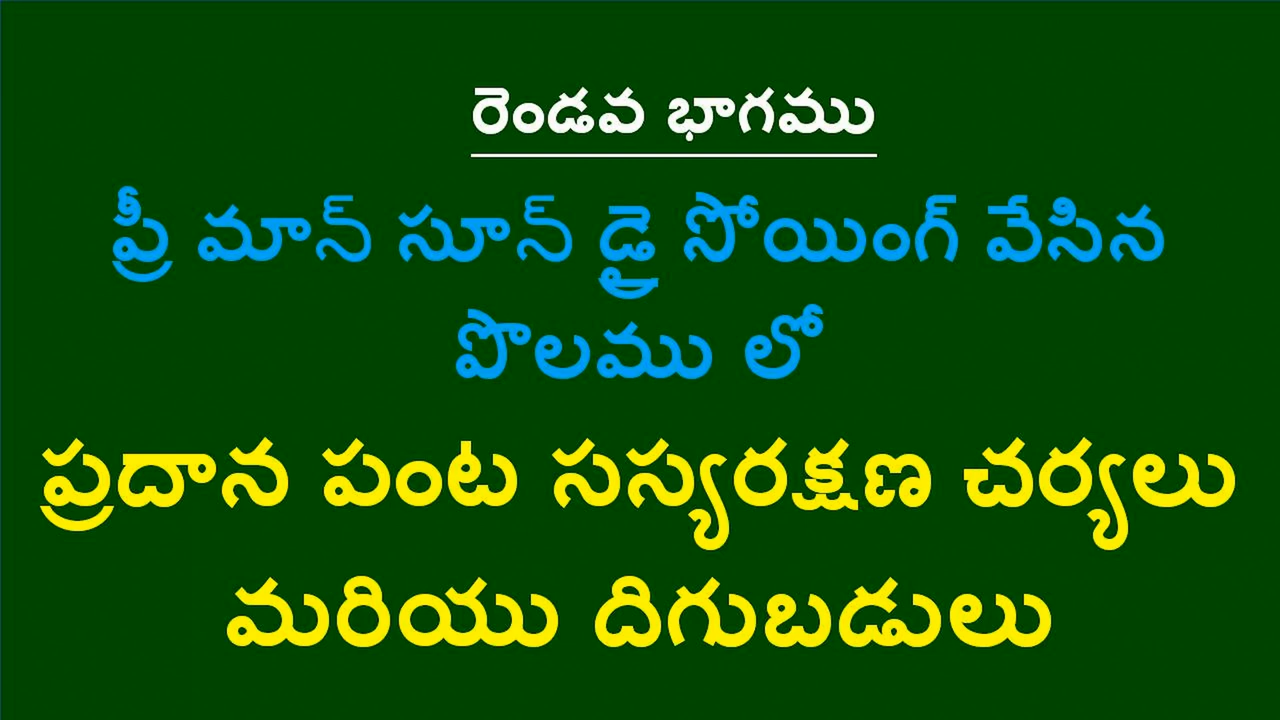 రెండవ భాగము
ప్రీ మాన్ సూన్ డ్రై సోయింగ్ వేసిన
పొలము లో
ప్రదాన పంట సస్యరక్షణ చర్యలు
మరియు దిగుబడులు